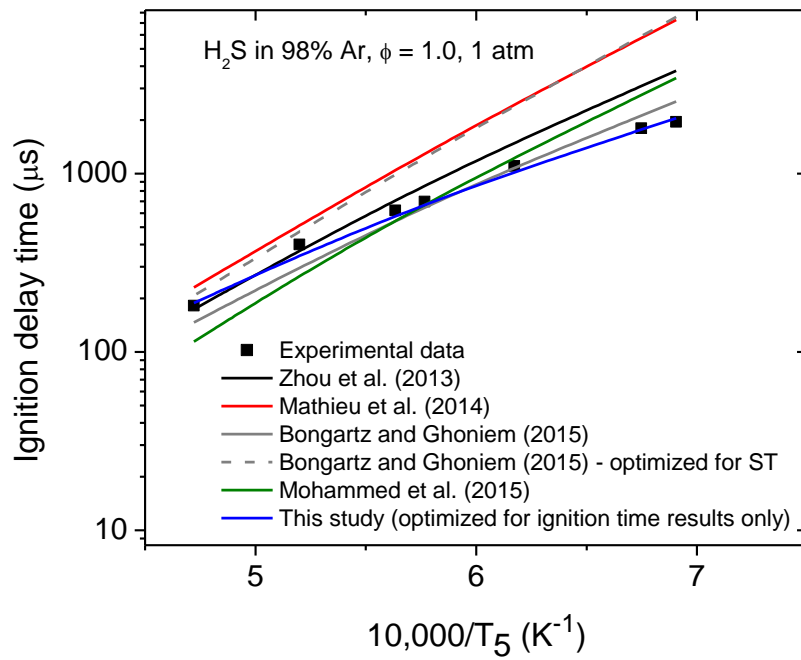 H₂S in 98% Ar, ϕ = 1.0, 1 atm
1000
100
10
Ignition delay time (μs)
Experimental data
Zhou et al. (2013)
Mathieu et al. (2014)
Bongartz and Ghoniem (2015)
Bongartz and Ghoniem (2015) - optimized for ST
Mohammed et al. (2015)
This study (optimized for ignition time results only)
5 6 7
10,000/T₅ (K⁻¹)